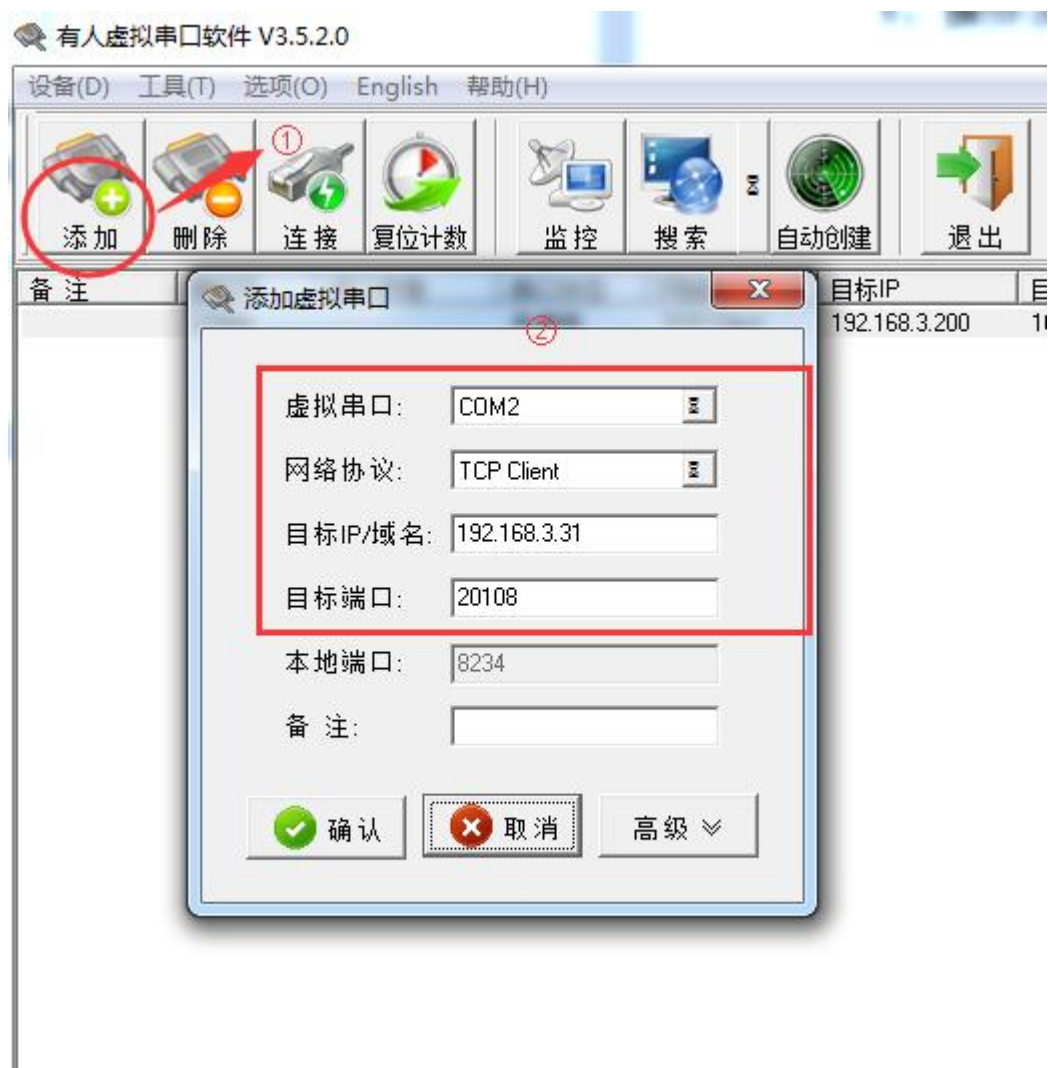 有人虚拟串口软件 V3.5.2.0
设备(D) 工具(T) 选项(O) English 帮助(H)
①
添加 删除 连接 复位计数 监控 搜索 自动创建 退出
备 注 目标IP
192.168.3.200
添加虚拟串口
②
虚拟串口: COM2
网络协议: TCP Client
目标IP/域名: 192.168.3.31
目标端口: 20108
本地端口: 8234
备 注:
确认 取消 高级